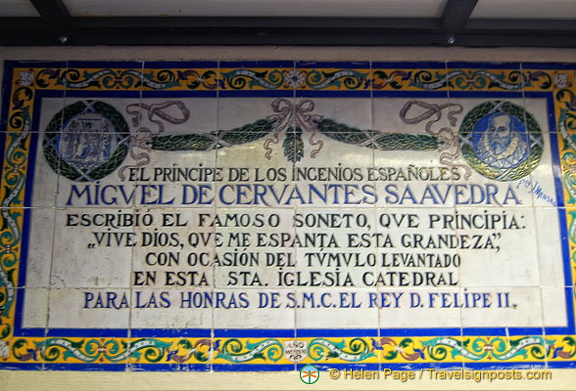 EL PRÍNCIPE DE LOS INGENIOS ESPAÑOLES
MIGVEL DE CERVANTES SAAVEDRA
ESCRIBIÓ EL FAMOSO SONETO, QVE PRINCIPIA:
„VIVE DIOS, QVE ME ESPANTA ESTA GRANDEZA”,
CON OCASIÓN DEL TVMVLO LEVANTADO
EN ESTA STA. IGLESIA CATEDRAL
PARA LAS HONRAS DE S.M.C. EL REY D. FELIPE II.
AÑO
© Helen Page / Travelsignposts.com